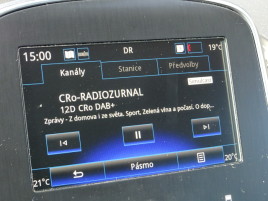 15:00 DR 19°C
Kanály Stanice Předvolby
CRo-RADIOZURNAL
12D CRo DAB+
Zprávy - Z domova i ze světa. Sport, Zelená vlna a počasí. O dop...
Pásmo
21°C 20°C